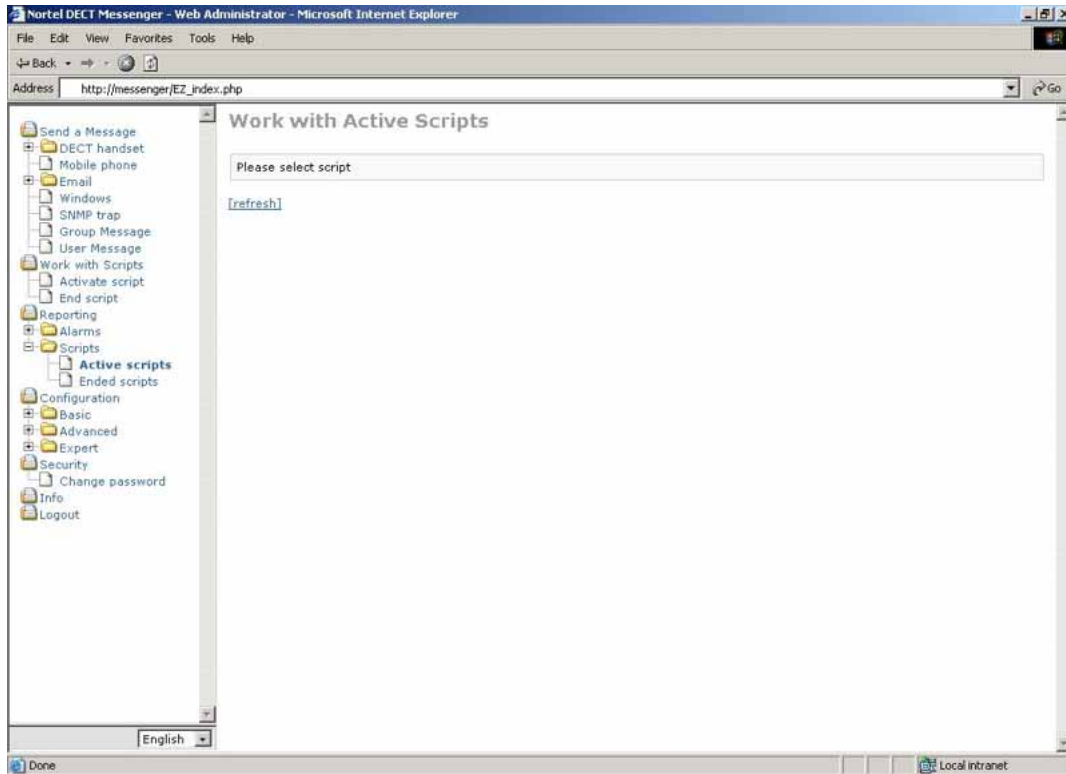 Nortel DECT Messenger - Web Administrator - Microsoft Internet Explorer
File Edit View Favorites Tools Help
Back
Address http://messenger/EZ_index.php Go
Send a Message
DECT handset
Mobile phone
Email
Windows
SNMP trap
Group Message
User Message
Work with Scripts
Activate script
End script
Reporting
Alarms
Scripts
Active scripts
Ended scripts
Configuration
Basic
Advanced
Expert
Security
Change password
Info
Logout
English
Work with Active Scripts
Please select script
[refresh]
Done Local intranet